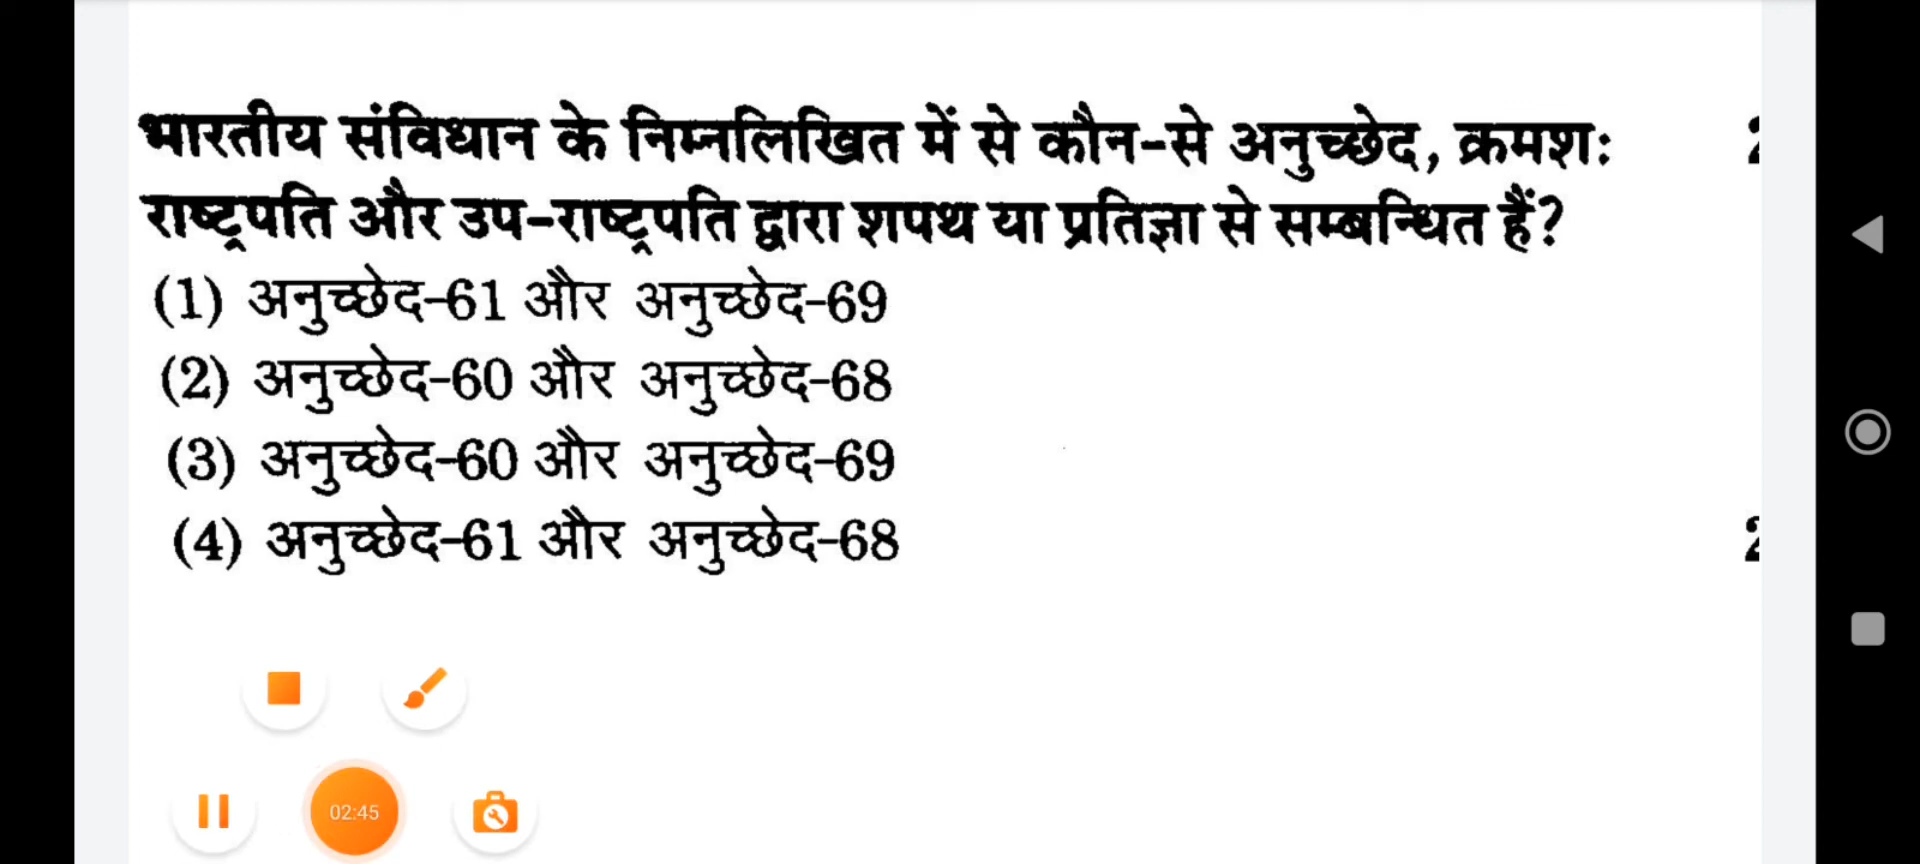 भारतीय संविधान के निम्नलिखित में से कौन-से अनुच्छेद, क्रमशः
राष्ट्रपति और उप-राष्ट्रपति द्वारा शपथ या प्रतिज्ञा से सम्बन्धित हैं?
(1) अनुच्छेद-61 और अनुच्छेद-69
(2) अनुच्छेद-60 और अनुच्छेद-68
(3) अनुच्छेद-60 और अनुच्छेद-69
(4) अनुच्छेद-61 और अनुच्छेद-68
02:45